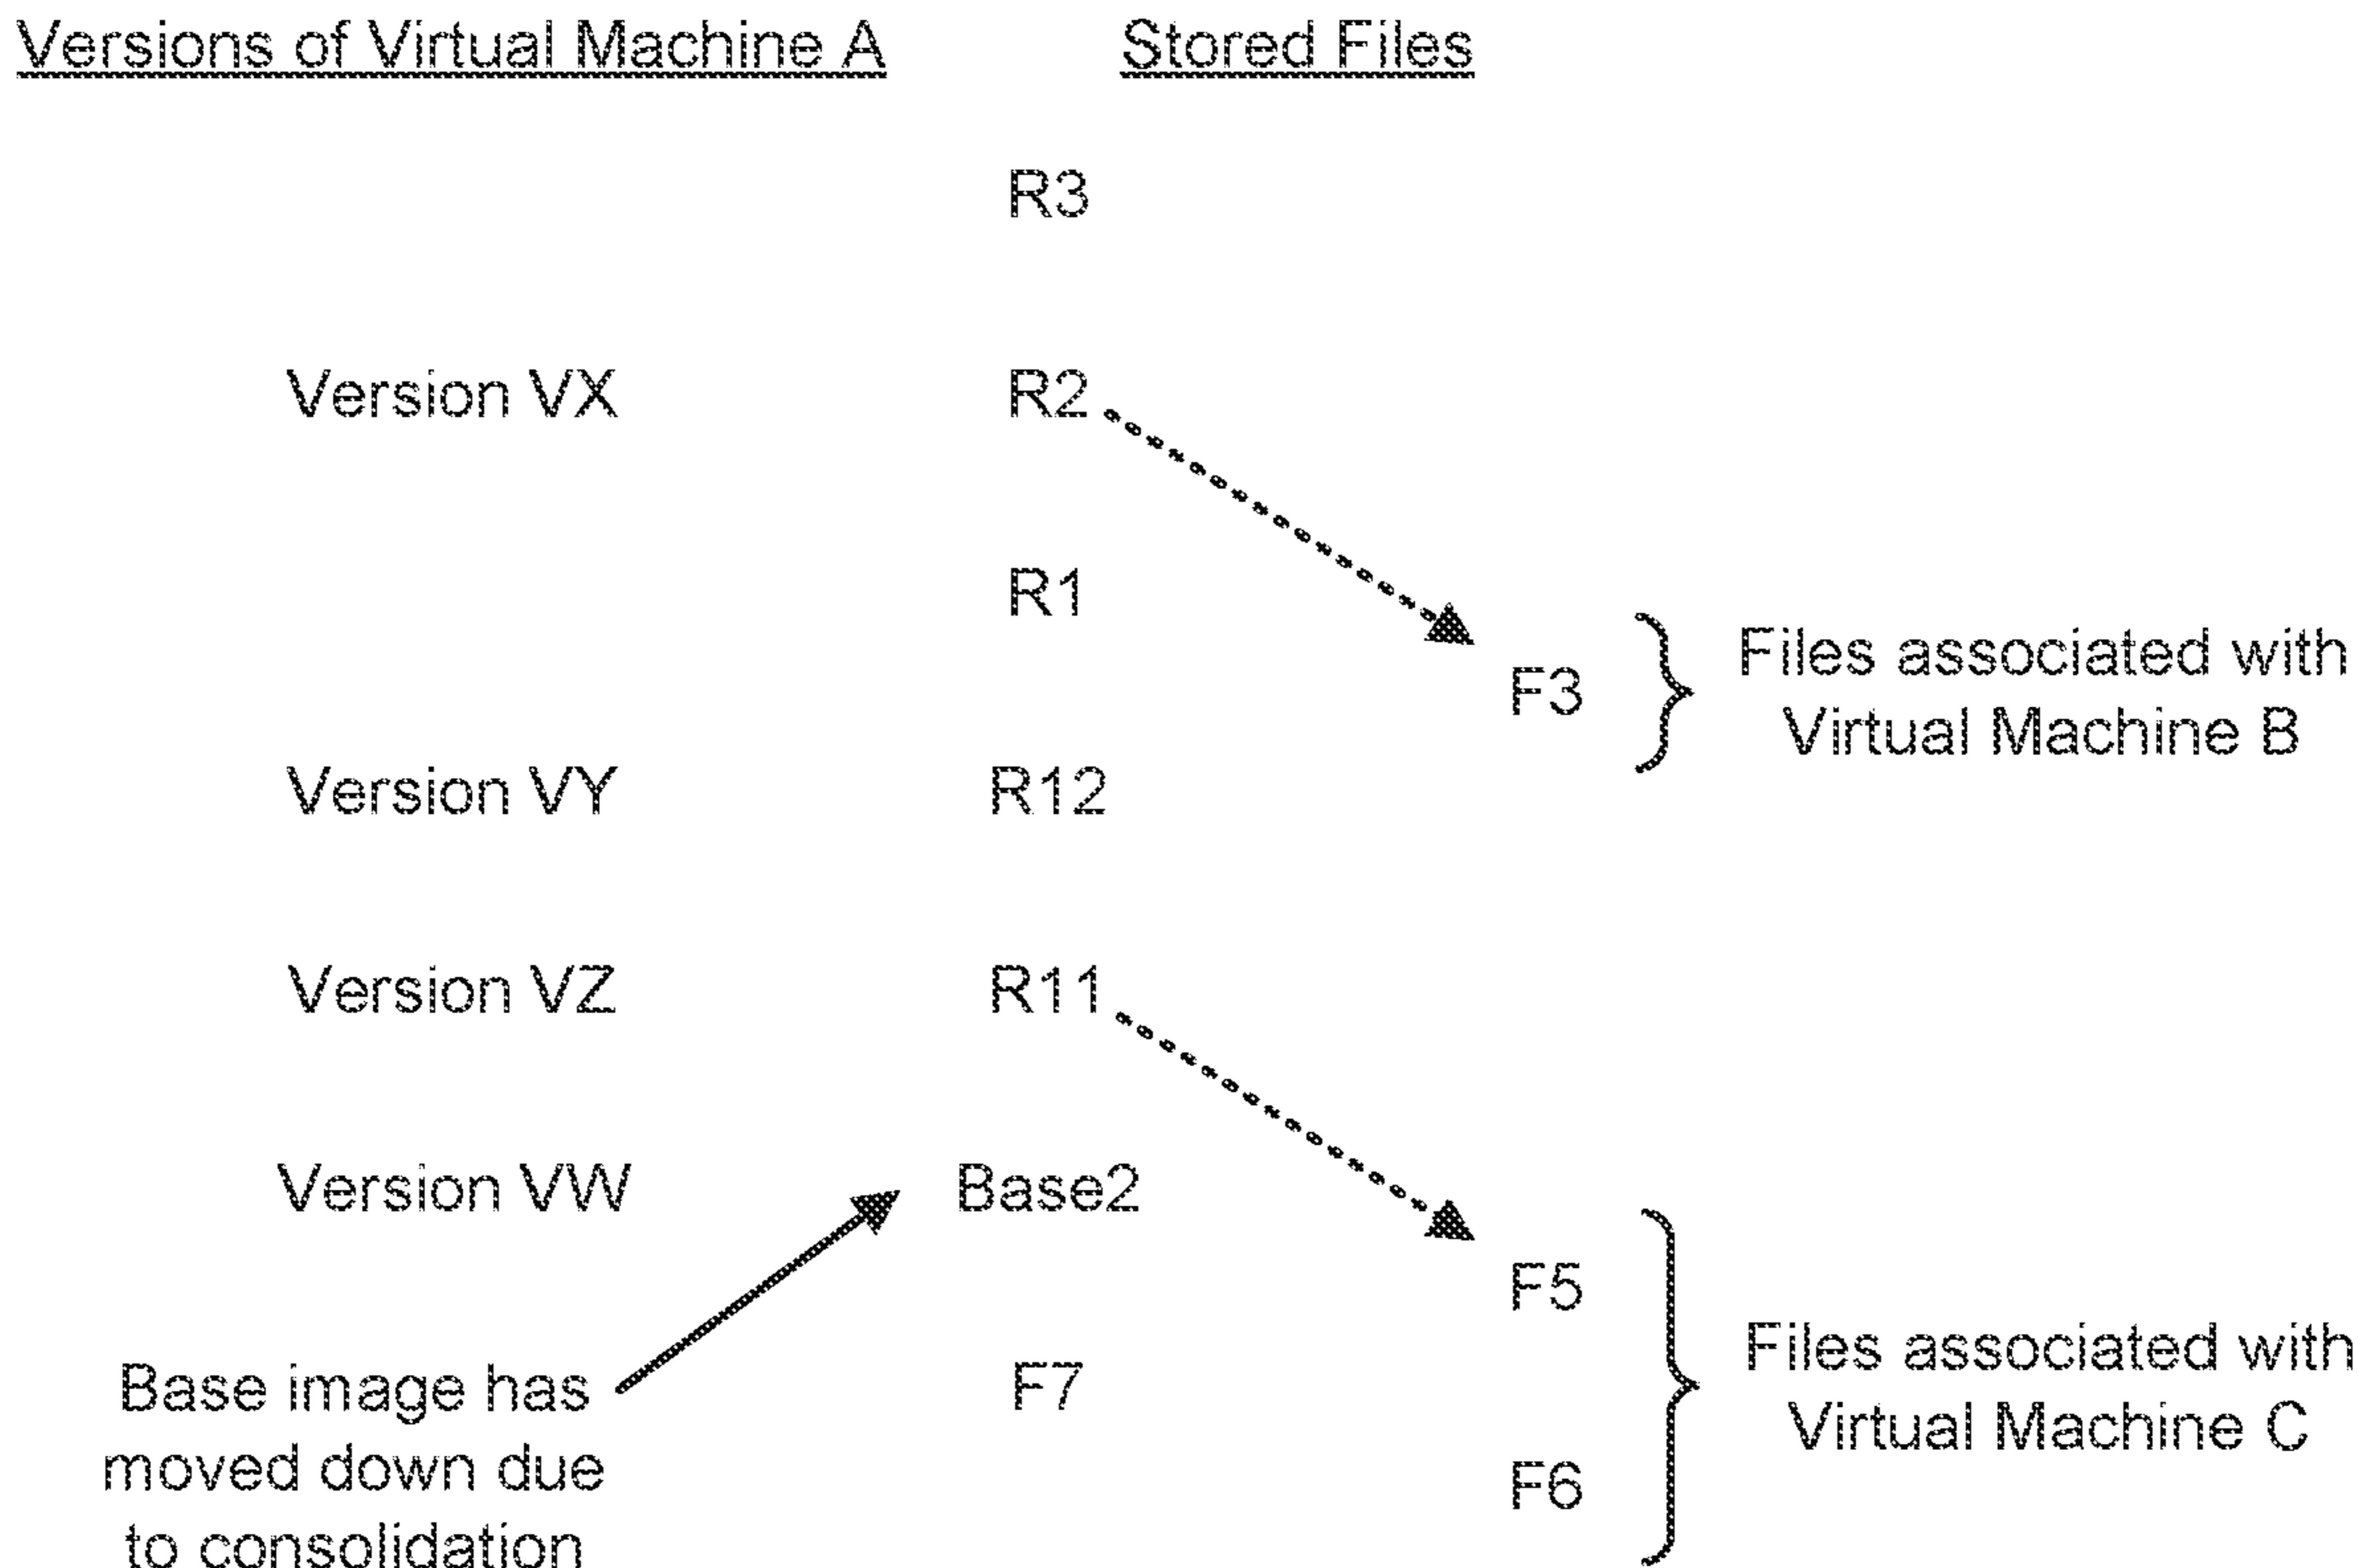 Versions of Virtual Machine A
Stored Files
R3
Version VX
R2
R1
F3
Files associated with
Virtual Machine B
Version VY
R12
Version VZ
R11
Version VW
Base2
F5
Base image has
moved down due
to consolidation
F7
F6
Files associated with
Virtual Machine C